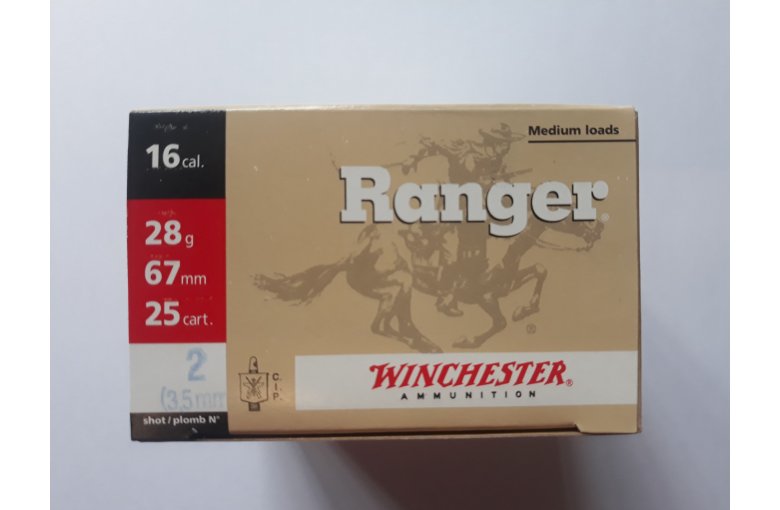 Medium loads
16 cal.
Ranger®
28 g
67 mm
25 cart.
®
2
(3,5 mm
shot/plomb N°
C.I.P.
WINCHESTER®
AMMUNITION